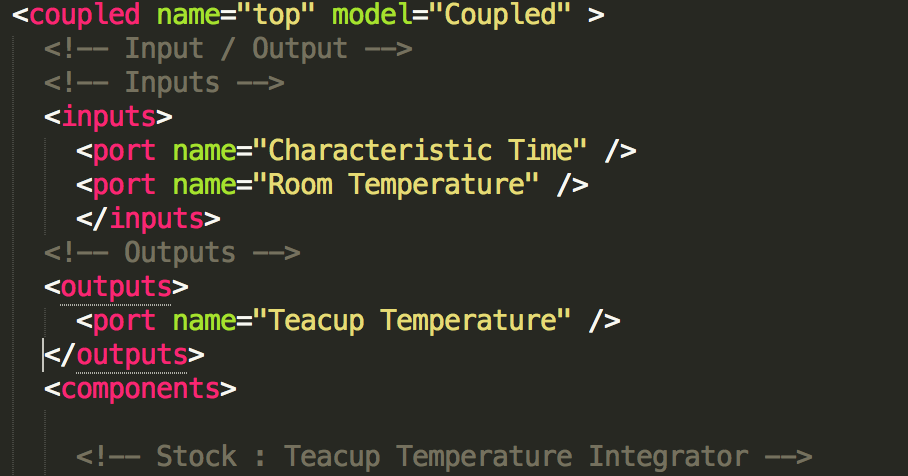 <coupled name="top" model="Coupled" >
<!-- Input / Output -->
<!-- Inputs -->
<inputs>
<port name="Characteristic Time" />
<port name="Room Temperature" />
</inputs>
<!-- Outputs -->
<outputs>
<port name="Teacup Temperature" />
</outputs>
<components>
<!-- Stock : Teacup Temperature Integrator -->